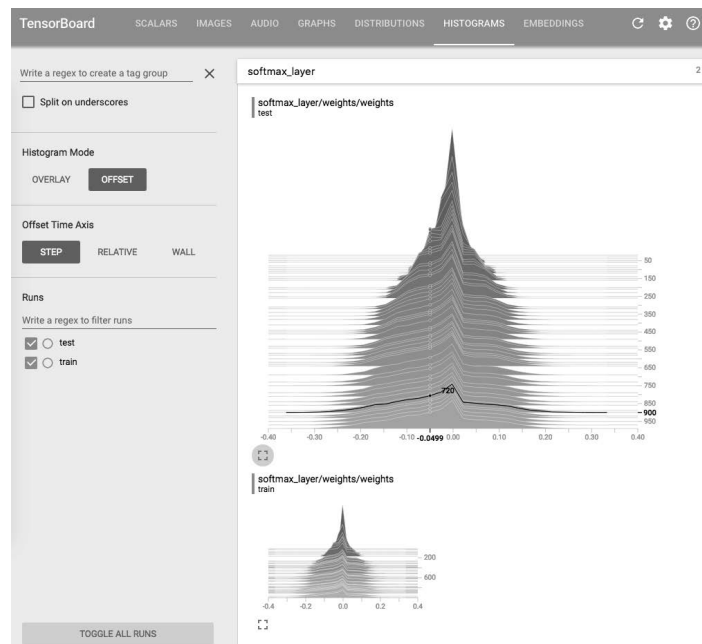 TensorBoard SCALARS IMAGES AUDIO GRAPHS DISTRIBUTIONS HISTOGRAMS EMBEDDINGS
Write a regex to create a tag group
Split on underscores
Histogram Mode
OVERLAY OFFSET
Offset Time Axis
STEP RELATIVE WALL
Runs
Write a regex to filter runs
test
train
TOGGLE ALL RUNS
softmax_layer 2
softmax_layer/weights/weights
test
50
150
250
350
450
550
650
750
850
900
950
720
-0.40 -0.30 -0.20 -0.10 -0.0499 0.00 0.10 0.20 0.30 0.40
softmax_layer/weights/weights
train
200
600
-0.4 -0.2 0.0 0.2 0.4